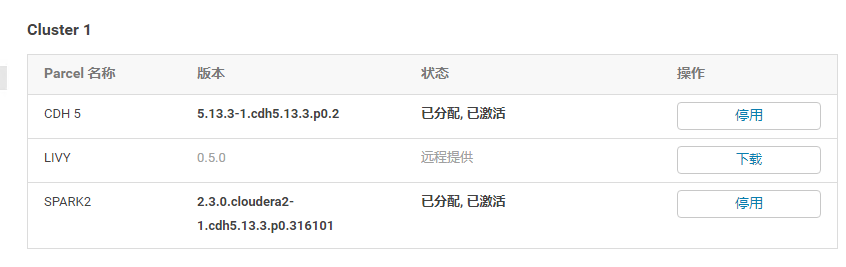 Cluster 1
Parcel 名称 版本 状态 操作
CDH 5 5.13.3-1.cdh5.13.3.p0.2 已分配, 已激活 停用
LIVY 0.5.0 远程提供 下载
SPARK2 2.3.0.cloudera2- 已分配, 已激活 停用
1.cdh5.13.3.p0.316101